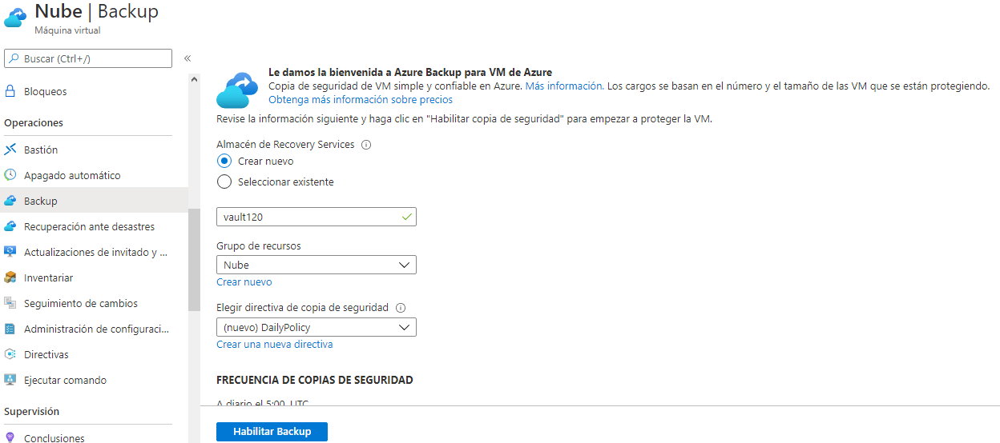 Nube | Backup
Máquina virtual
Buscar (Ctrl+/)
«
Bloqueos
Operaciones
Bastión
Apagado automático
Backup
Recuperación ante desastres
Actualizaciones de invitado y ...
Inventariar
Seguimiento de cambios
Administración de configuraci...
Directivas
Ejecutar comando
Supervisión
Conclusiones
Le damos la bienvenida a Azure Backup para VM de Azure
Copia de seguridad de VM simple y confiable en Azure. Más información. Los cargos se basan en el número y el tamaño de las VM que se están protegiendo.
Obtenga más información sobre precios
Revise la información siguiente y haga clic en "Habilitar copia de seguridad" para empezar a proteger la VM.
Almacén de Recovery Services
Crear nuevo
Seleccionar existente
vault120
Grupo de recursos
Nube
Crear nuevo
Elegir directiva de copia de seguridad
(nuevo) DailyPolicy
Crear una nueva directiva
FRECUENCIA DE COPIAS DE SEGURIDAD
A diario el 5:00, UTC
Habilitar Backup